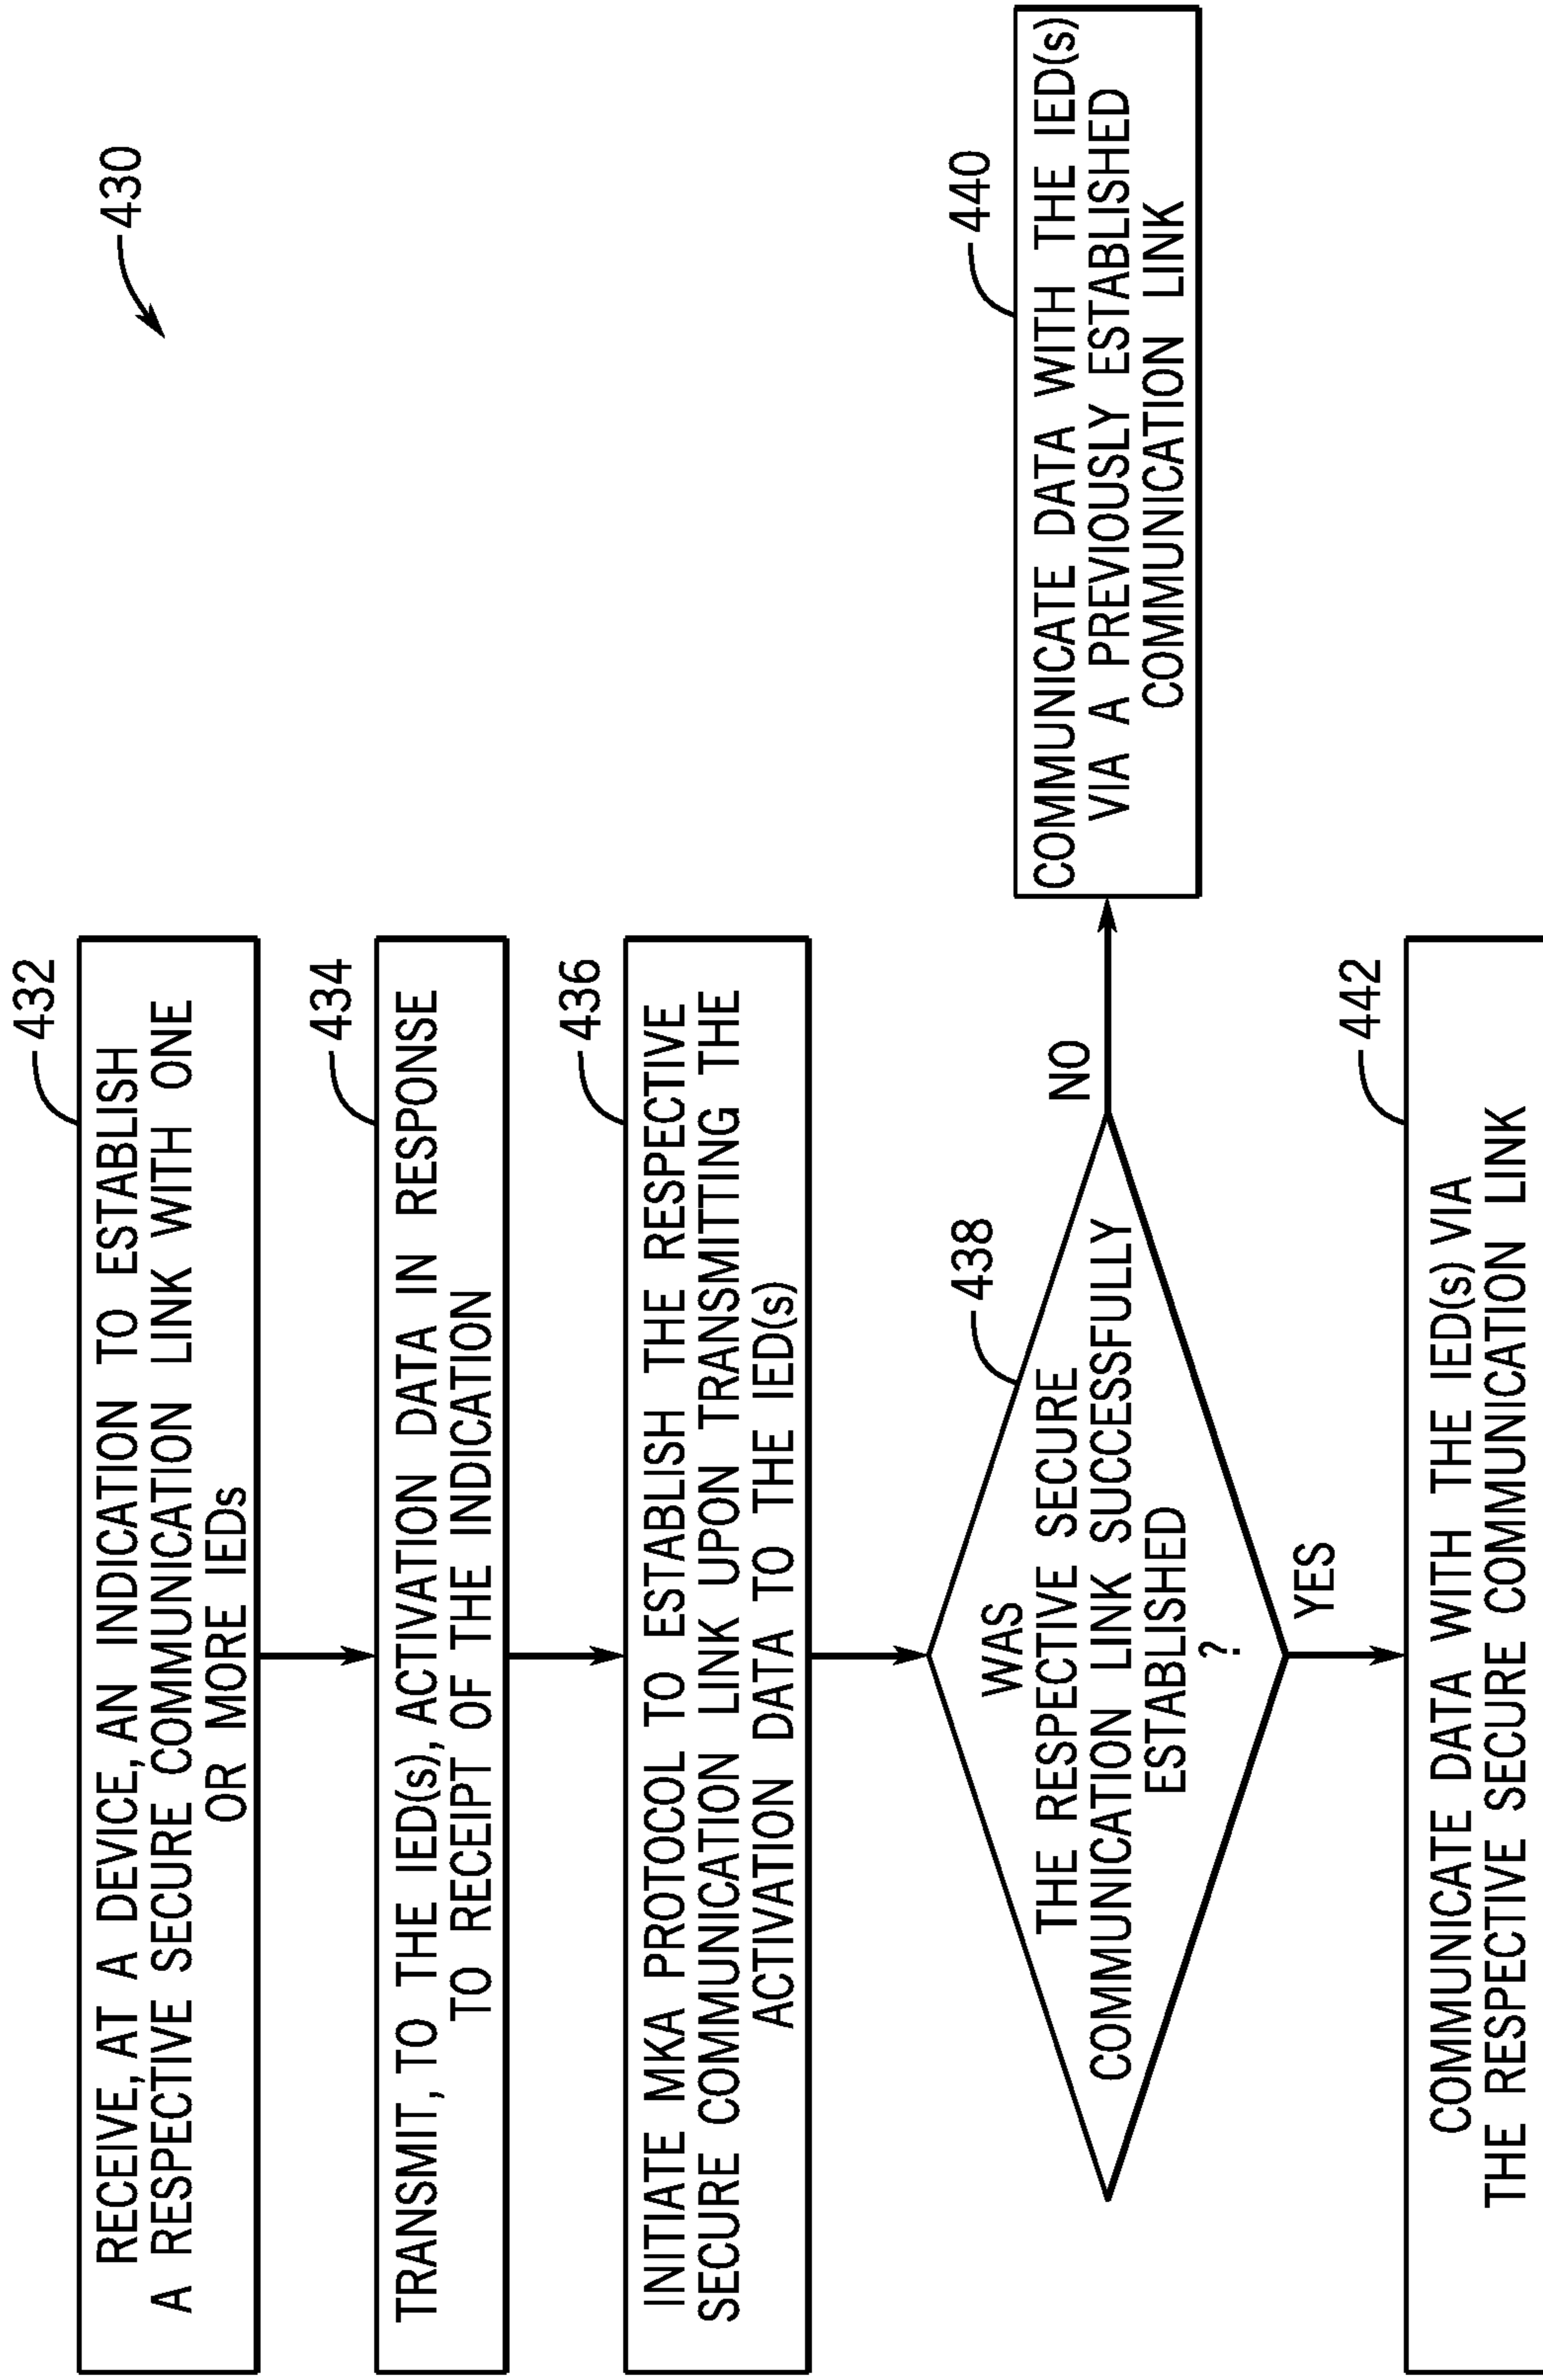 430
432
RECEIVE, AT A DEVICE, AN INDICATION TO ESTABLISH
A RESPECTIVE SECURE COMMUNICATION LINK WITH ONE
OR MORE IEDs
434
TRANSMIT, TO THE IED(s), ACTIVATION DATA IN RESPONSE
TO RECEIPT OF THE INDICATION
436
INITIATE MKA PROTOCOL TO ESTABLISH THE RESPECTIVE
SECURE COMMUNICATION LINK UPON TRANSMITTING THE
ACTIVATION DATA TO THE IED(s)
438
WAS
THE RESPECTIVE SECURE
COMMUNICATION LINK SUCCESSFULLY
ESTABLISHED
?
NO
440
COMMUNICATE DATA WITH THE IED(s)
VIA A PREVIOUSLY ESTABLISHED
COMMUNICATION LINK
YES
442
COMMUNICATE DATA WITH THE IED(s) VIA
THE RESPECTIVE SECURE COMMUNICATION LINK